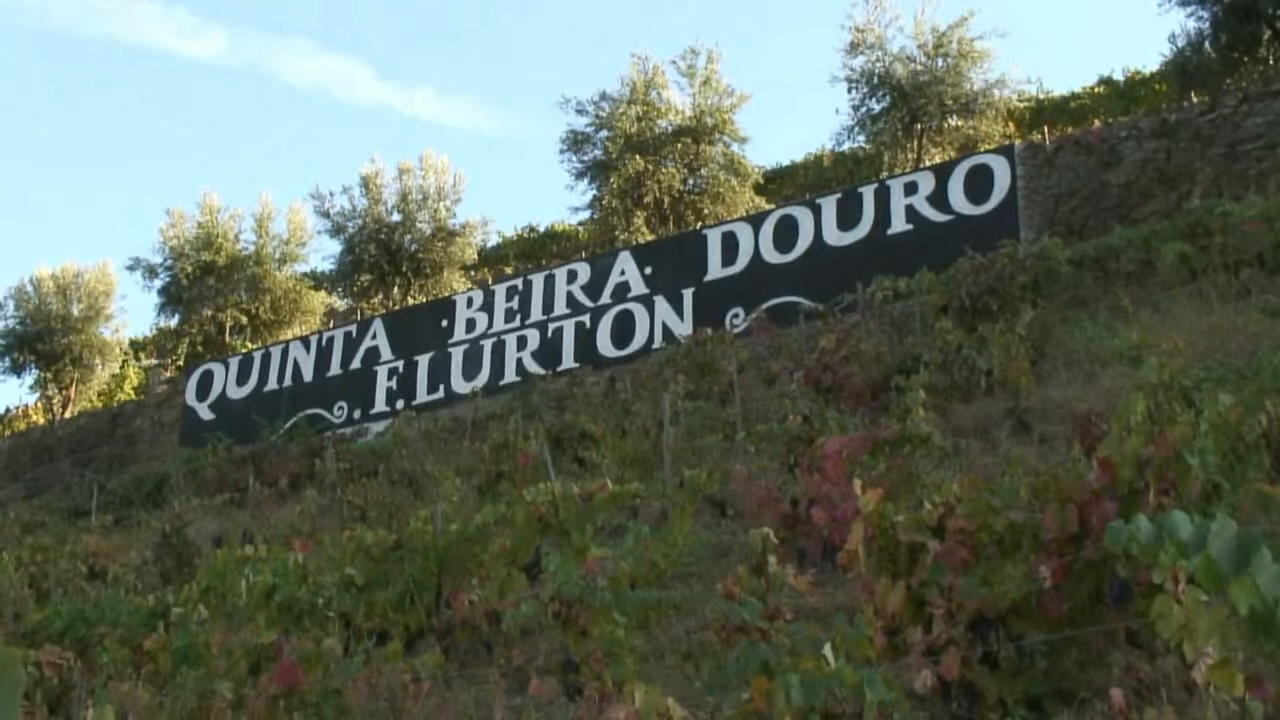 QUINTA · BEIRA · DOURO
. F. LURTON